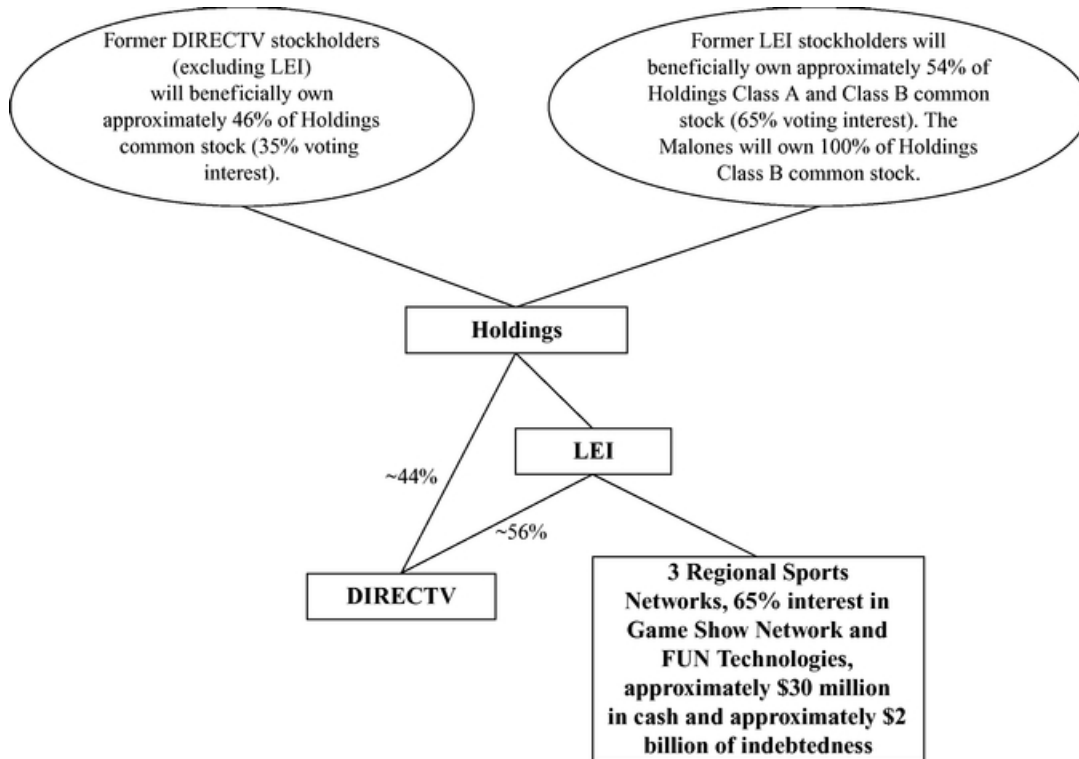 Former DIRECTV stockholders
(excluding LEI)
will beneficially own
approximately 46% of Holdings
common stock (35% voting
interest).
Former LEI stockholders will
beneficially own approximately 54% of
Holdings Class A and Class B common
stock (65% voting interest). The
Malones will own 100% of Holdings
Class B common stock.
Holdings
LEI
~44%
~56%
DIRECTV
3 Regional Sports
Networks, 65% interest in
Game Show Network and
FUN Technologies,
approximately $30 million
in cash and approximately $2
billion of indebtedness